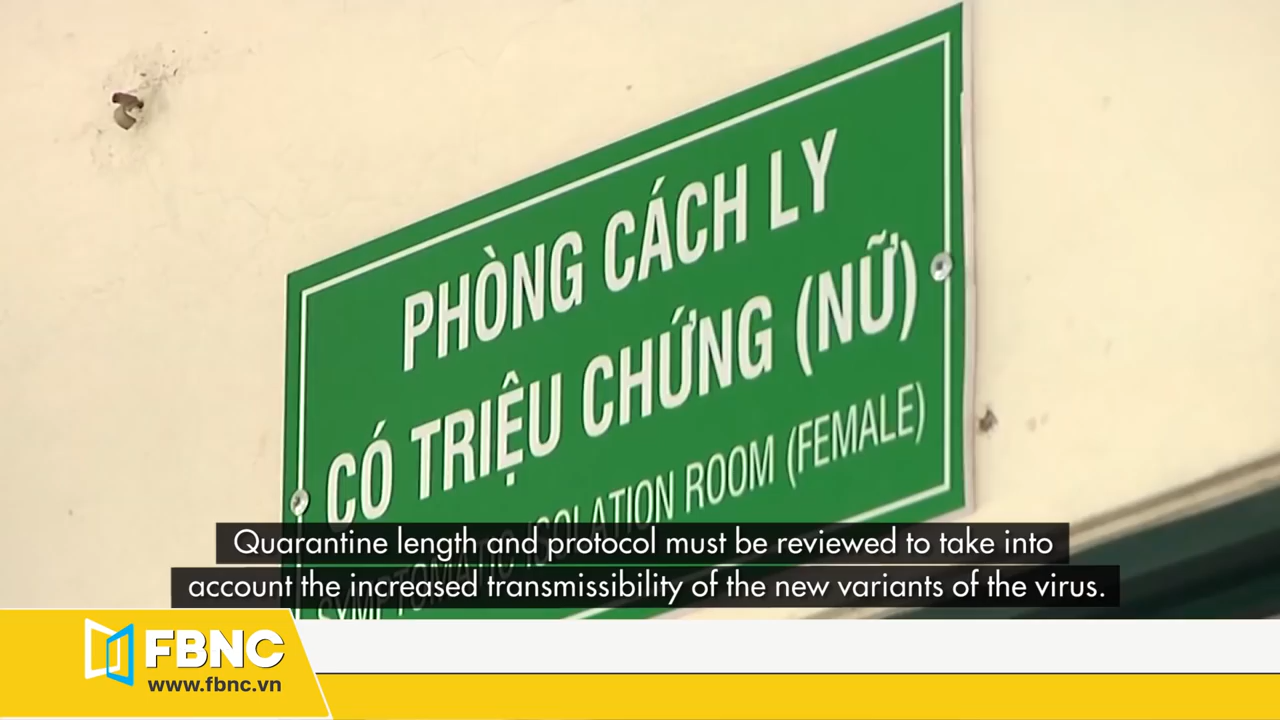 PHÒNG CÁCH LY
CÓ TRIỆU CHỨNG (NỮ)
SYMPTOMATIC ISOLATION ROOM (FEMALE)
Quarantine length and protocol must be reviewed to take into
account the increased transmissibility of the new variants of the virus.
FBNC
www.fbnc.vn